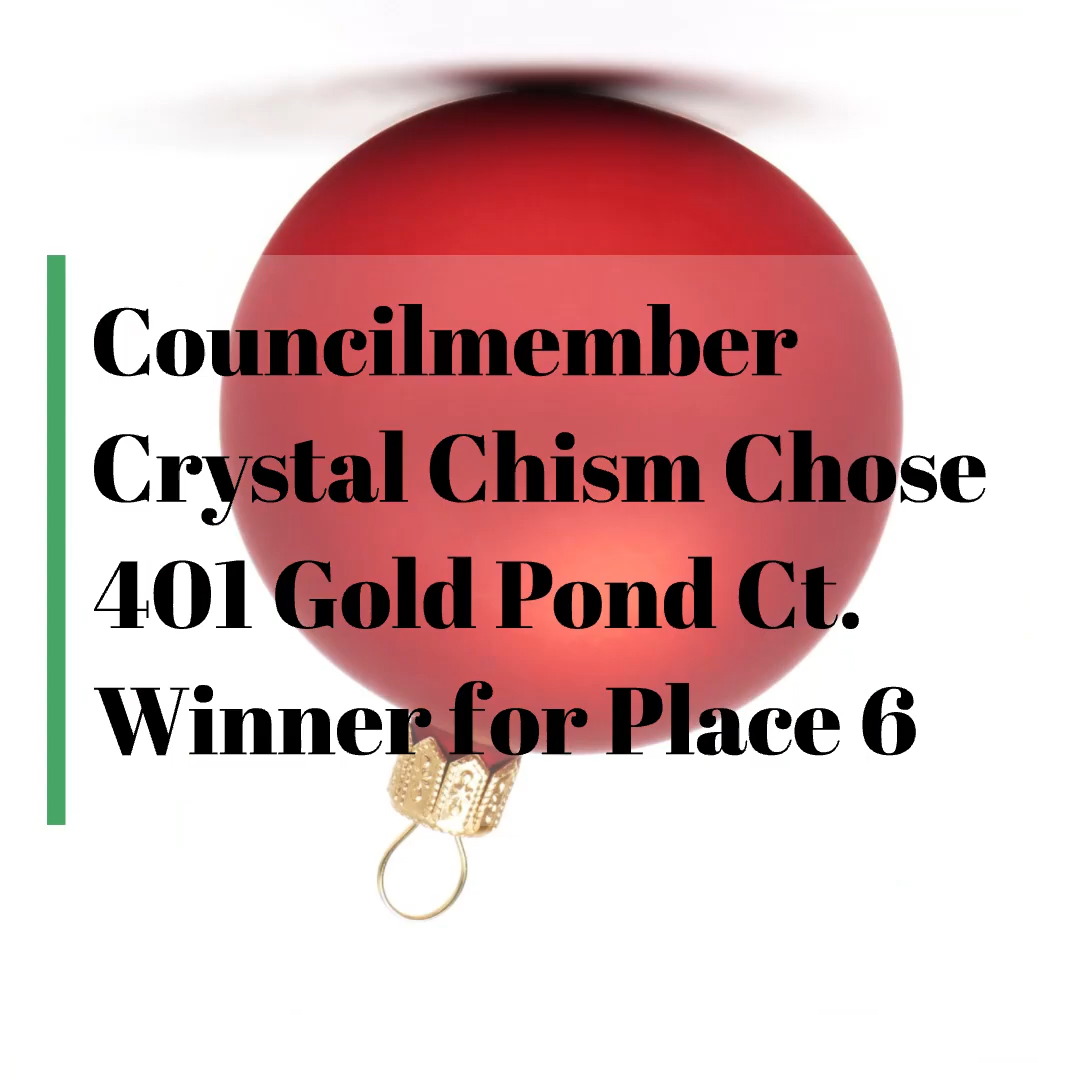 Councilmember
Crystal Chism Chose
401 Gold Pond Ct.
Winner for Place 6